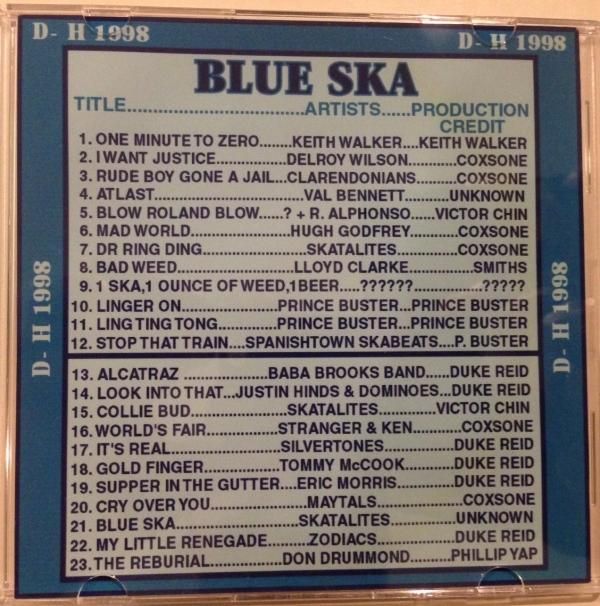 D- H 1998
D- H 1998
BLUE SKA
TITLE..............................ARTISTS......PRODUCTION
CREDIT
1. ONE MINUTE TO ZERO........KEITH WALKER....KEITH WALKER
2. I WANT JUSTICE.................DELROY WILSON..........COXSONE
3. RUDE BOY GONE A JAIL...CLARENDONIANS..........COXSONE
4. ATLAST..............................VAL BENNETT..........UNKNOWN
5. BLOW ROLAND BLOW.....? + R. ALPHONSO......VICTOR CHIN
6. MAD WORLD.....................HUGH GODFREY............COXSONE
7. DR RING DING......................SKATALITES..............COXSONE
8. BAD WEED.........................LLOYD CLARKE..............SMITHS
9. 1 SKA,1 OUNCE OF WEED,1BEER....??????.................?????
10. LINGER ON................PRINCE BUSTER...PRINCE BUSTER
11. LING TING TONG.........PRINCE BUSTER...PRINCE BUSTER
12. STOP THAT TRAIN....SPANISHTOWN SKABEATS....P. BUSTER
13. ALCATRAZ ..............BABA BROOKS BAND......DUKE REID
14. LOOK INTO THAT...JUSTIN HINDS & DOMINOES...DUKE REID
15. COLLIE BUD..................SKATALITES..............VICTOR CHIN
16. WORLD'S FAIR...............STRANGER & KEN............COXSONE
17. IT'S REAL.......................SILVERTONES..............DUKE REID
18. GOLD FINGER................TOMMY McCOOK.........DUKE REID
19. SUPPER IN THE GUTTER....ERIC MORRIS............DUKE REID
20. CRY OVER YOU.................MAYTALS..................COXSONE
21. BLUE SKA......................SKATALITES..............UNKNOWN
22. MY LITTLE RENEGADE........ZODIACS...............DUKE REID
23. THE REBURIAL................DON DRUMMOND........PHILLIP YAP
D- H 1998
D- H 1998